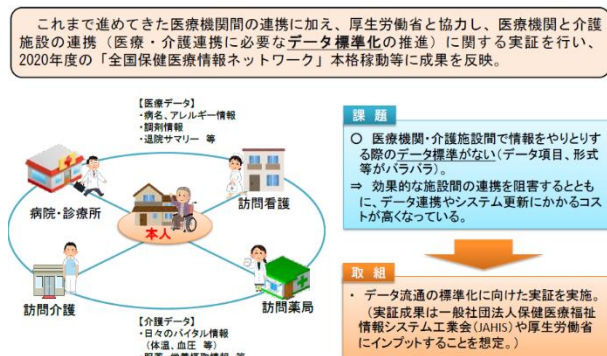 これまで進めてきた医療機関間の連携に加え、厚生労働省と協力し、医療機関と介護
施設の連携(医療・介護連携に必要なデータ標準化の推進)に関する実証を行い、
2020年度の「全国保健医療情報ネットワーク」本格稼動等に成果を反映。
【医療データ】
・病名、アレルギー情報
・調剤情報
・退院サマリー 等
病院・診療所
訪問看護
本人
訪問介護
訪問薬局
【介護データ】
・日々のバイタル情報
(体温、血圧 等)
課 題
○ 医療機関・介護施設間で情報をやりとりす
る際のデータ標準がない(データ項目、形式
等がバラバラ)。
⇒ 効果的な施設間の連携を阻害するととも
に、データ連携やシステム更新にかかるコス
トが高くなっている。
取 組
・ データ流通の標準化に向けた実証を実施。
(実証成果は一般社団法人保健医療福祉
情報システム工業会(JAHIS)や厚生労働省
にインプットすることを想定。)